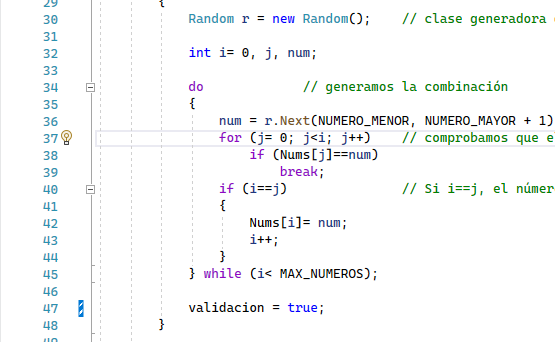 29 {
30 Random r = new Random(); // clase generadora
31
32 int i= 0, j, num;
33
34 do // generamos la combinación
35 {
36 num = r.Next(NUMERO_MENOR, NUMERO_MAYOR + 1)
37 for (j= 0; j<i; j++) // comprobamos que e
38 if (Nums[j]==num)
39 break;
40 if (i==j) // Si i==j, el númer
41 {
42 Nums[i]= num;
43 i++;
44 }
45 } while (i< MAX_NUMEROS);
46
47 validacion = true;
48 }